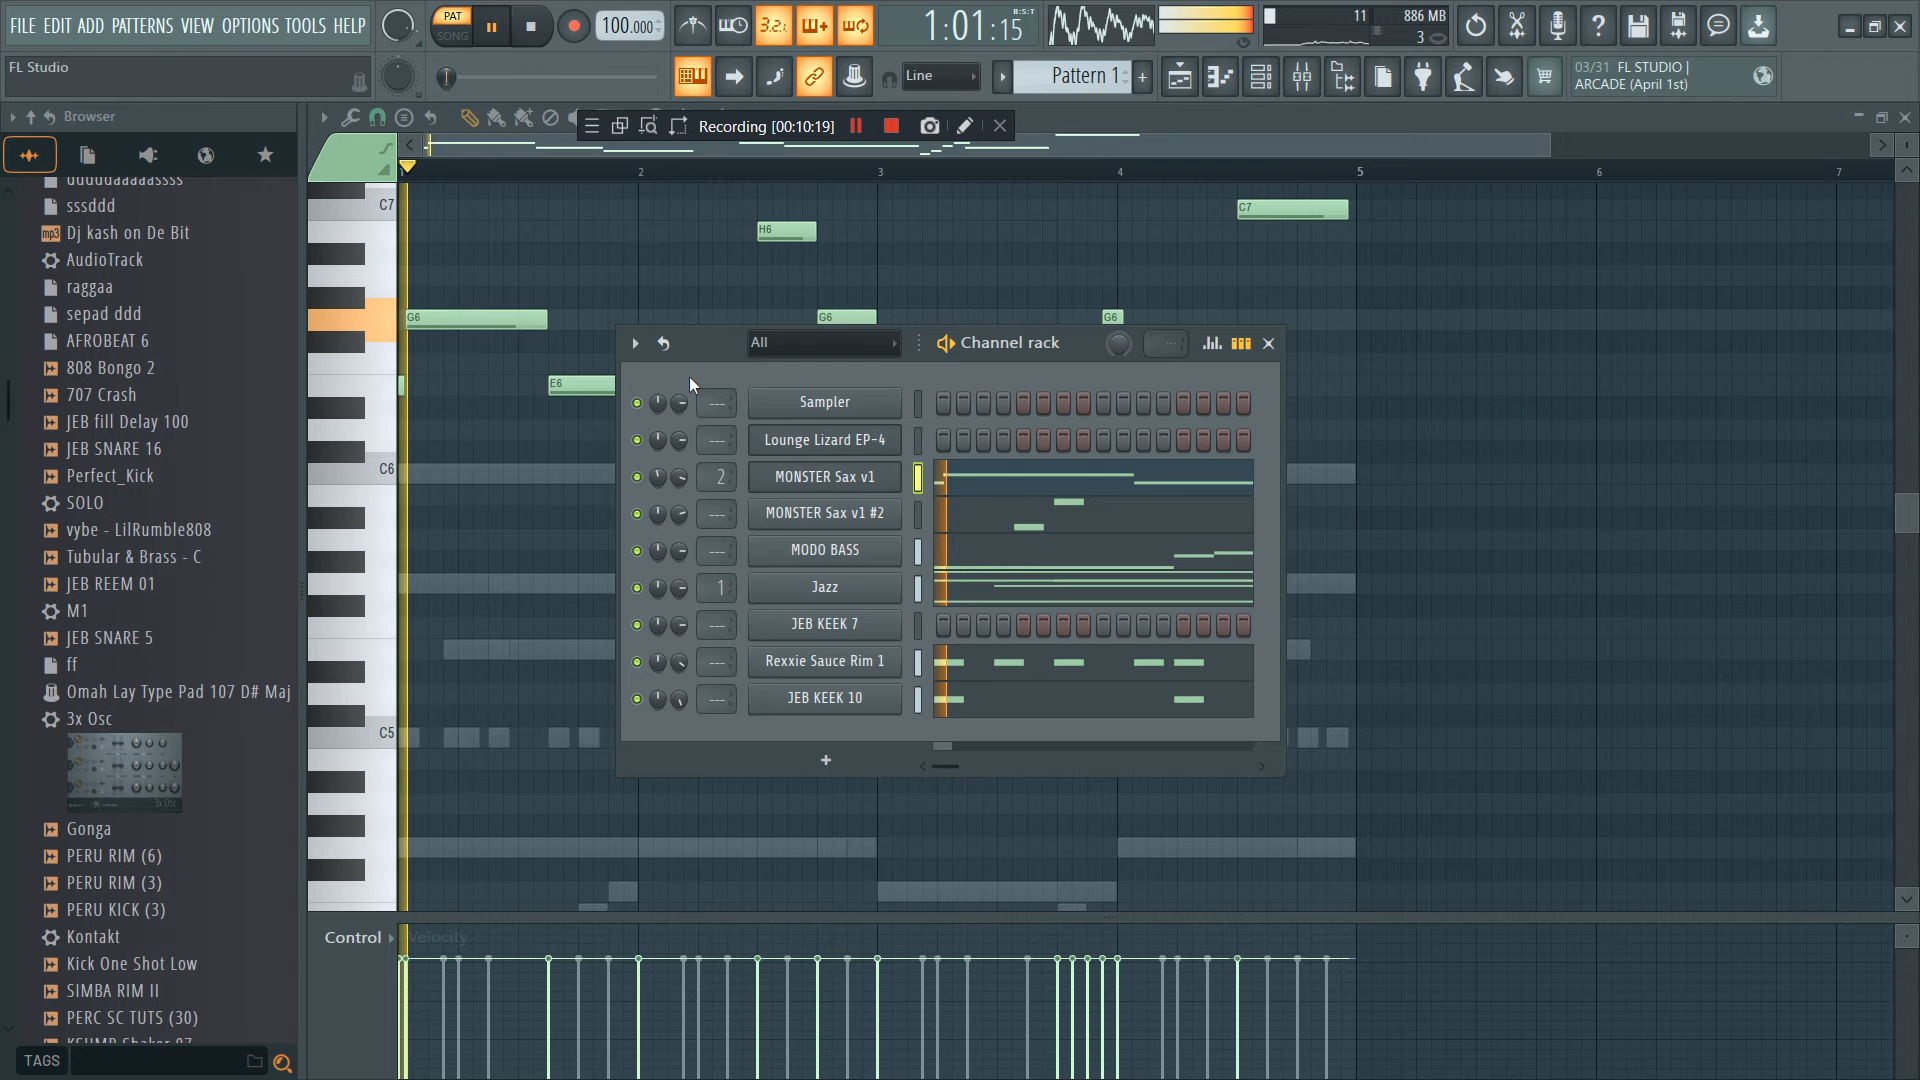 FILE EDIT ADD PATTERNS VIEW OPTIONS TOOLS HELP
PAT
SONG
100.000
3.2.
1:01:15
B:S:T
11
886 MB
3
FL Studio
Line
Pattern 1
03/31 FL STUDIO |
ARCADE (April 1st)
Browser
Recording [00:10:19]
dddddaaaaassss
sssddd
mp3 Dj kash on De Bit
AudioTrack
raggaa
sepad ddd
AFROBEAT 6
808 Bongo 2
707 Crash
JEB fill Delay 100
JEB SNARE 16
Perfect_Kick
SOLO
vybe - LilRumble808
Tubular & Brass - C
JEB REEM 01
M1
JEB SNARE 5
ff
Omah Lay Type Pad 107 D# Maj
3x Osc
Gonga
PERU RIM (6)
PERU RIM (3)
PERU KICK (3)
Kontakt
Kick One Shot Low
SIMBA RIM II
PERC SC TUTS (30)
TAGS
1 2 3 4 5 6 7
C7
C7
H6
G6
G6
G6
E6
C6
C5
All
Channel rack
--- Sampler
--- Lounge Lizard EP-4
2 MONSTER Sax v1
--- MONSTER Sax v1 #2
--- MODO BASS
1 Jazz
--- JEB KEEK 7
--- Rexxie Sauce Rim 1
--- JEB KEEK 10
+
Control
Velocity